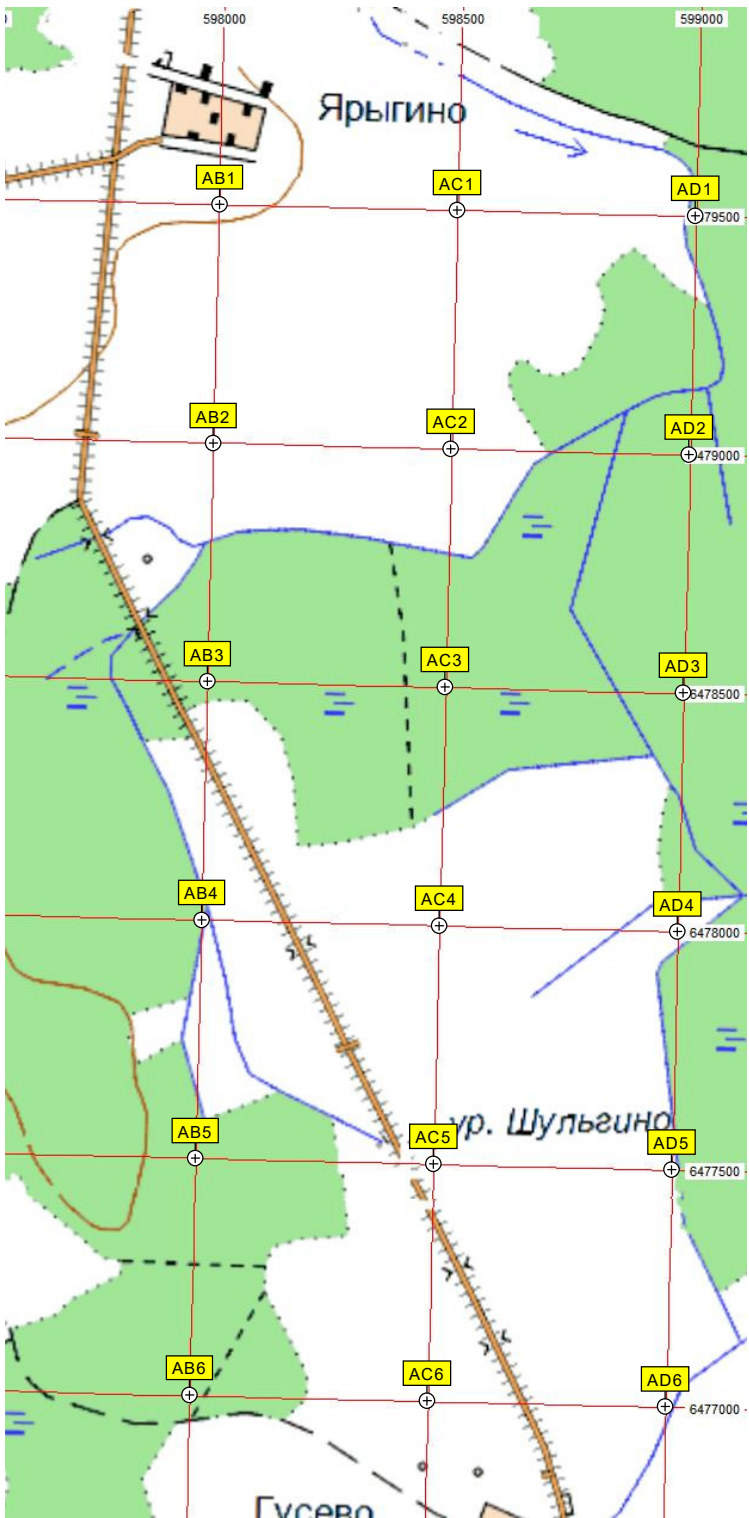 598000 598500 599000
Ярыгино
AB1 AC1 AD1
479500
AB2 AC2 AD2
479000
AB3 AC3 AD3
6478500
AB4 AC4 AD4
6478000
ур. Шульгино
AB5 AC5 AD5
6477500
AB6 AC6 AD6
6477000
Гусево